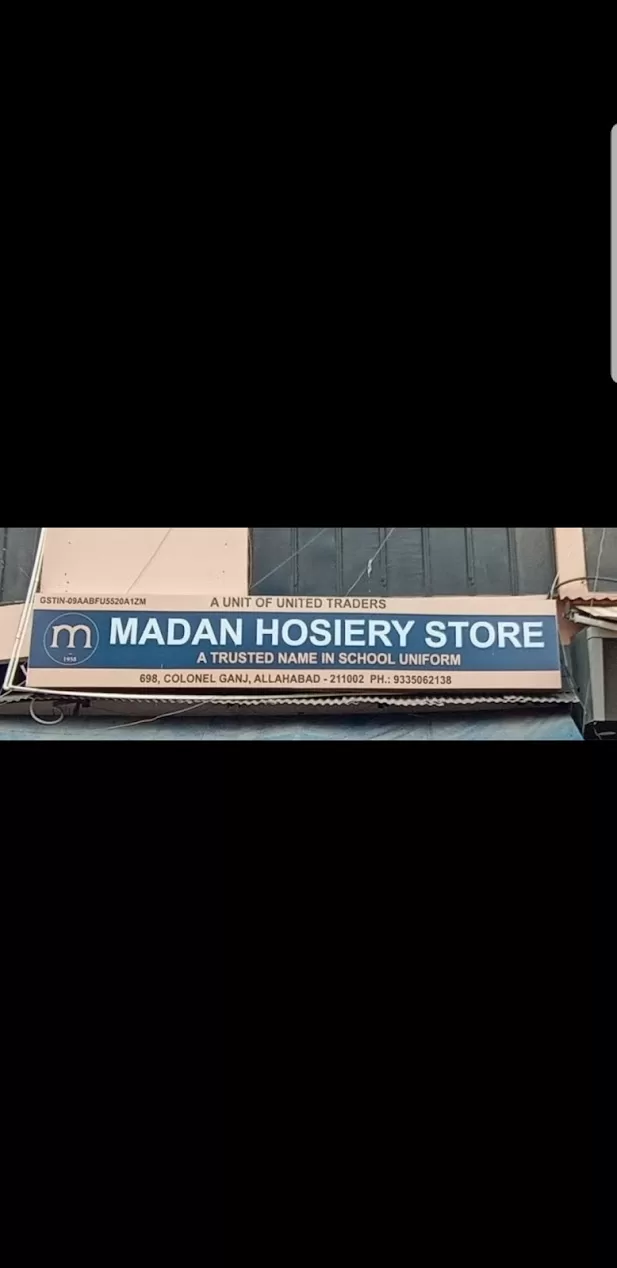 GSTIN-09AABFU5520A1ZM
A UNIT OF UNITED TRADERS
m
1958
MADAN HOSIERY STORE
A TRUSTED NAME IN SCHOOL UNIFORM
698, COLONEL GANJ, ALLAHABAD - 211002 PH.: 9335062138